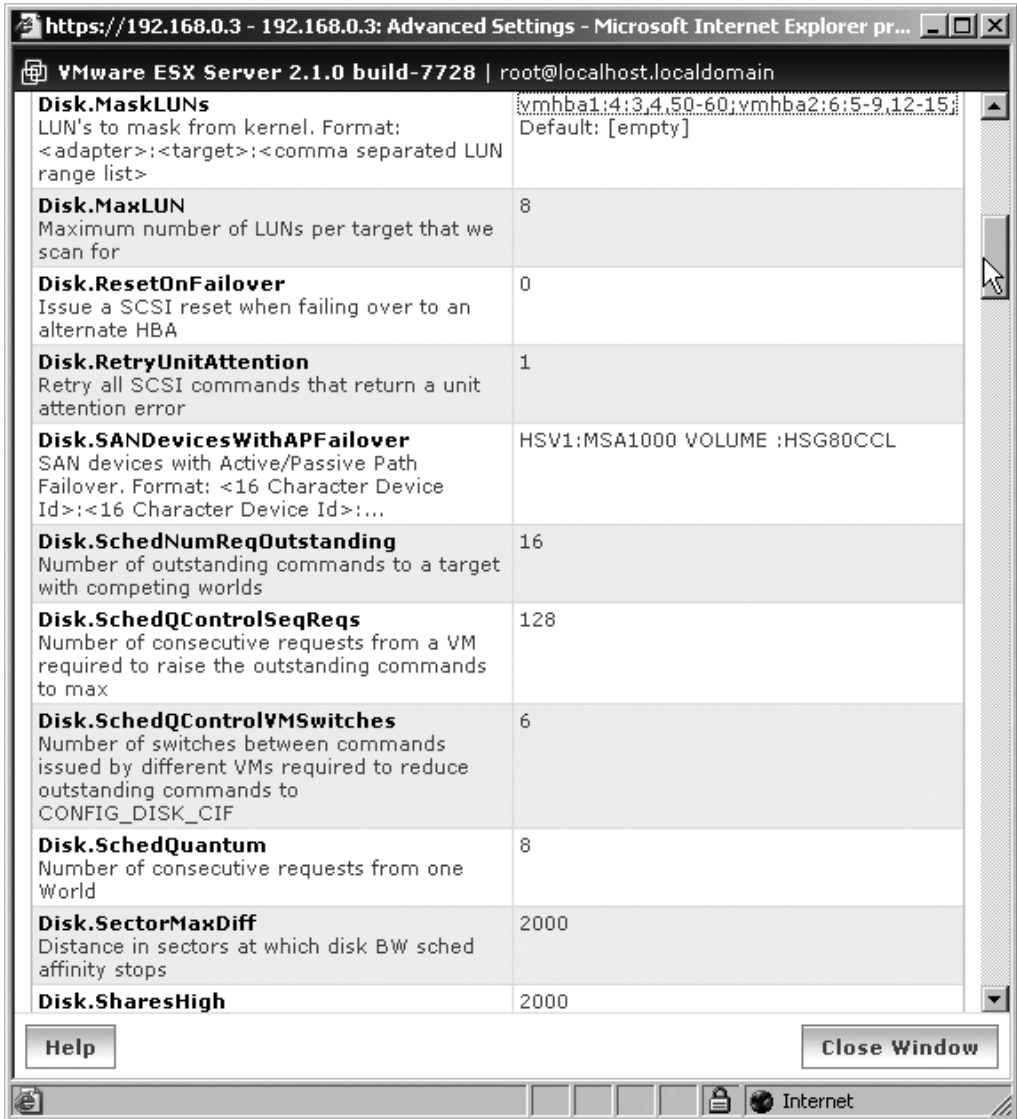 https://192.168.0.3 - 192.168.0.3: Advanced Settings - Microsoft Internet Explorer pr...
VMware ESX Server 2.1.0 build-7728 | root@localhost.localdomain
Disk.MaskLUNs
vmhba1:4:3,4,50-60;vmhba2:6:5-9,12-15;
LUN's to mask from kernel. Format:
Default: [empty]
<adapter>:<target>:<comma separated LUN
range list>
Disk.MaxLUN
8
Maximum number of LUNs per target that we
scan for
Disk.ResetOnFailover
0
Issue a SCSI reset when failing over to an
alternate HBA
Disk.RetryUnitAttention
1
Retry all SCSI commands that return a unit
attention error
Disk.SANDevicesWithAPFailover
HSV1:MSA1000 VOLUME :HSG80CCL
SAN devices with Active/Passive Path
Failover. Format: <16 Character Device
Id>:<16 Character Device Id>:...
Disk.SchedNumReqOutstanding
16
Number of outstanding commands to a target
with competing worlds
Disk.SchedQControlSeqReqs
128
Number of consecutive requests from a VM
required to raise the outstanding commands
to max
Disk.SchedQControlVMSwitches
6
Number of switches between commands
issued by different VMs required to reduce
outstanding commands to
CONFIG_DISK_CIF
Disk.SchedQuantum
8
Number of consecutive requests from one
World
Disk.SectorMaxDiff
2000
Distance in sectors at which disk BW sched
affinity stops
Disk.SharesHigh
2000
Help
Close Window
Internet